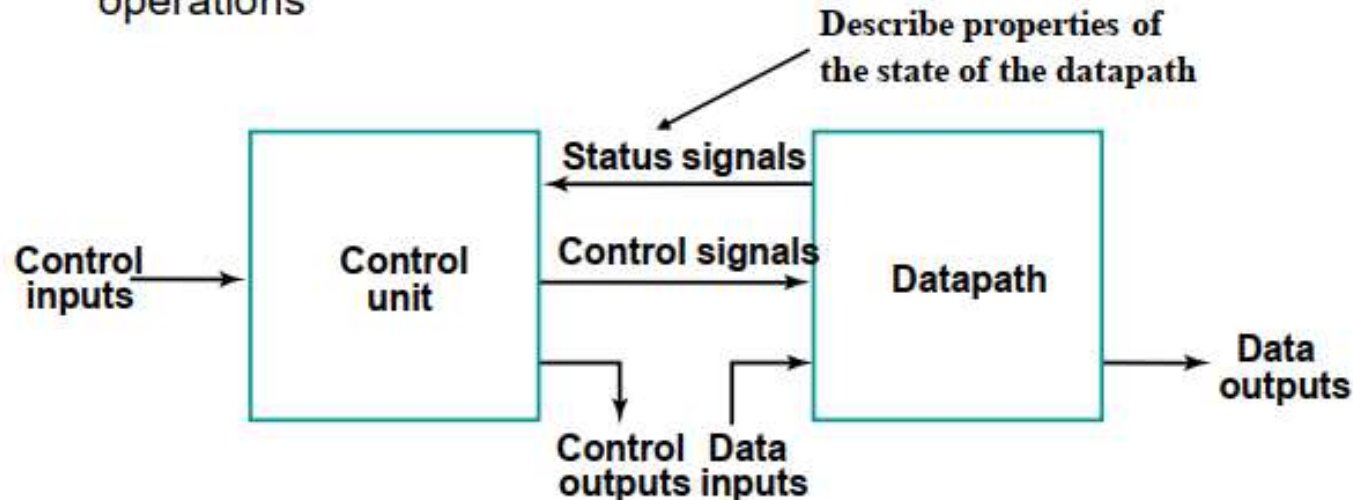 operations
Describe properties of
the state of the datapath
Status signals
Control
inputs
Control
unit
Control signals
Datapath
Data
outputs
Control
outputs
Data
inputs